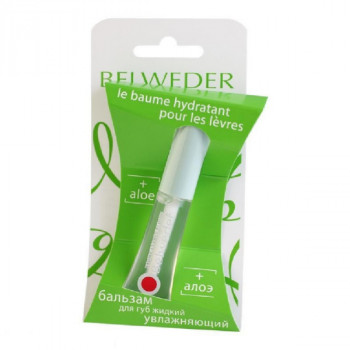 BELWEDER
le baume hydratant
pour les lèvres
+
aloe
+
алоэ
бальзам
для губ жидкий
увлажняющий